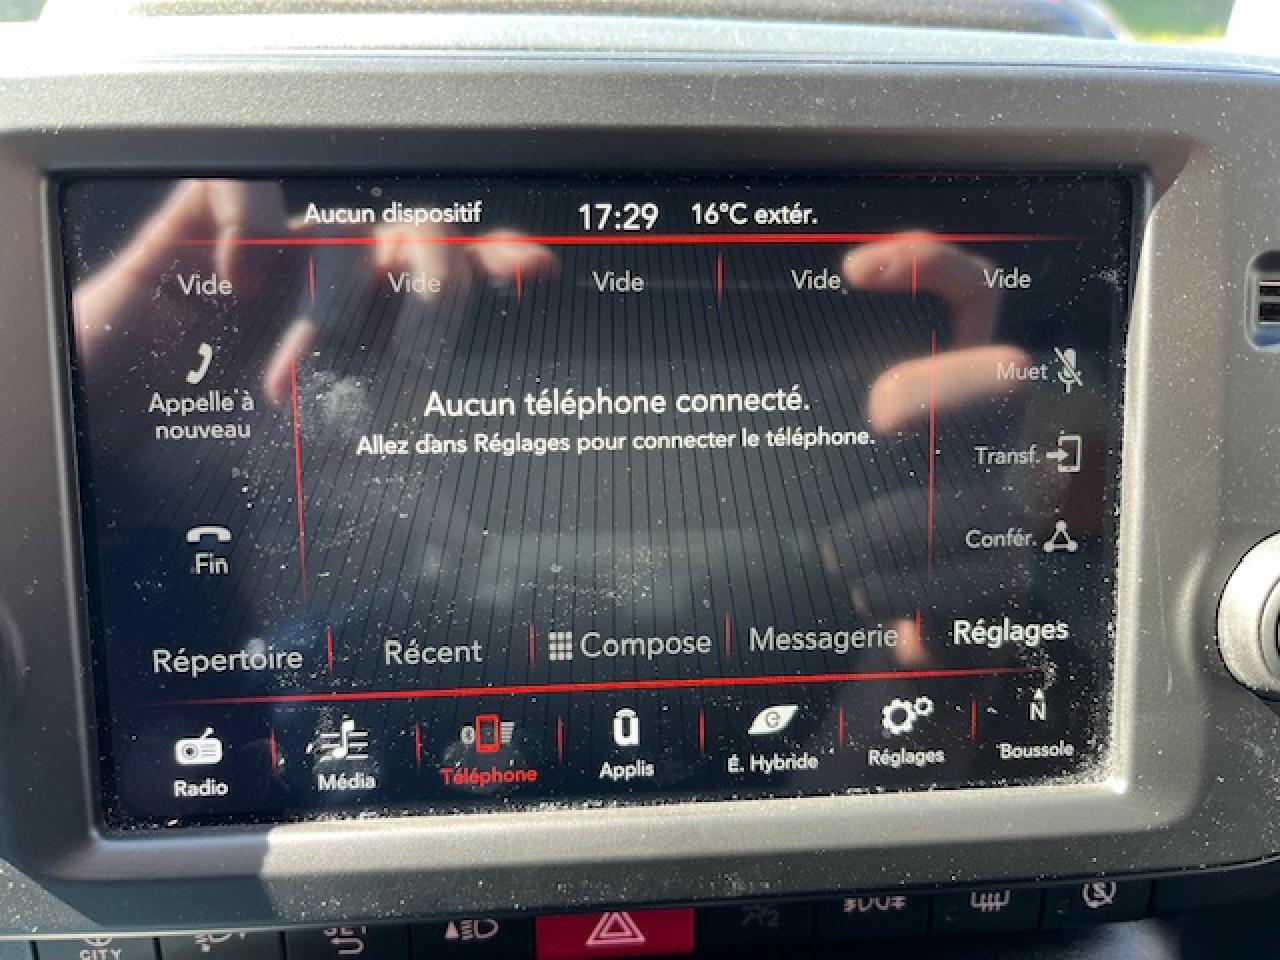 Aucun dispositif 17:29 16°C extér.
Vide Vide Vide Vide Vide
Appelle à
nouveau
Aucun téléphone connecté.
Allez dans Réglages pour connecter le téléphone.
Muet
Transf.
Confér.
Fin
Répertoire Récent Compose Messagerie Réglages
Radio Média Téléphone Applis É. Hybride Réglages N Boussole
CITY SET